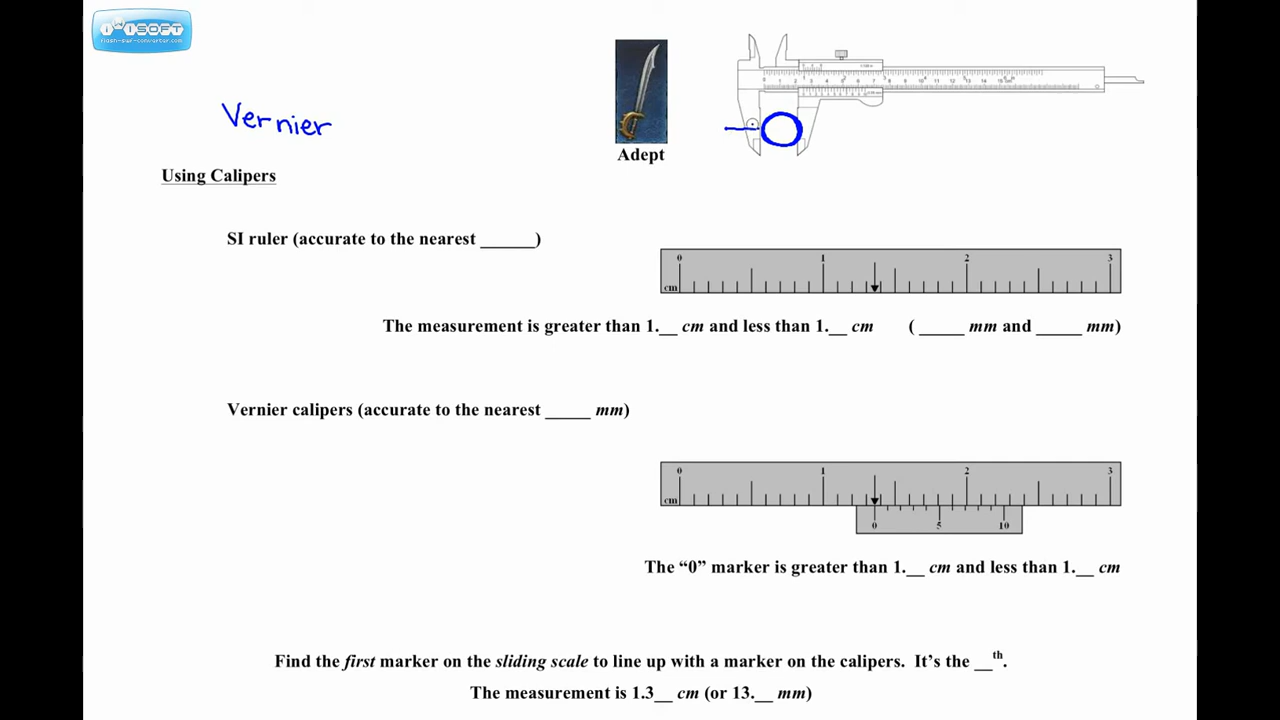 iWiSOFT
flash-swf-converter.com
Vernier
Adept
Using Calipers
SI ruler (accurate to the nearest ______)
0 1 2 3
cm
The measurement is greater than 1.__ cm and less than 1.__ cm ( _____ mm and _____ mm)
Vernier calipers (accurate to the nearest _____ mm)
0 1 2 3
cm
0 5 10
The “0” marker is greater than 1.__ cm and less than 1.__ cm
Find the first marker on the sliding scale to line up with a marker on the calipers. It’s the __th.
The measurement is 1.3__ cm (or 13.__ mm)